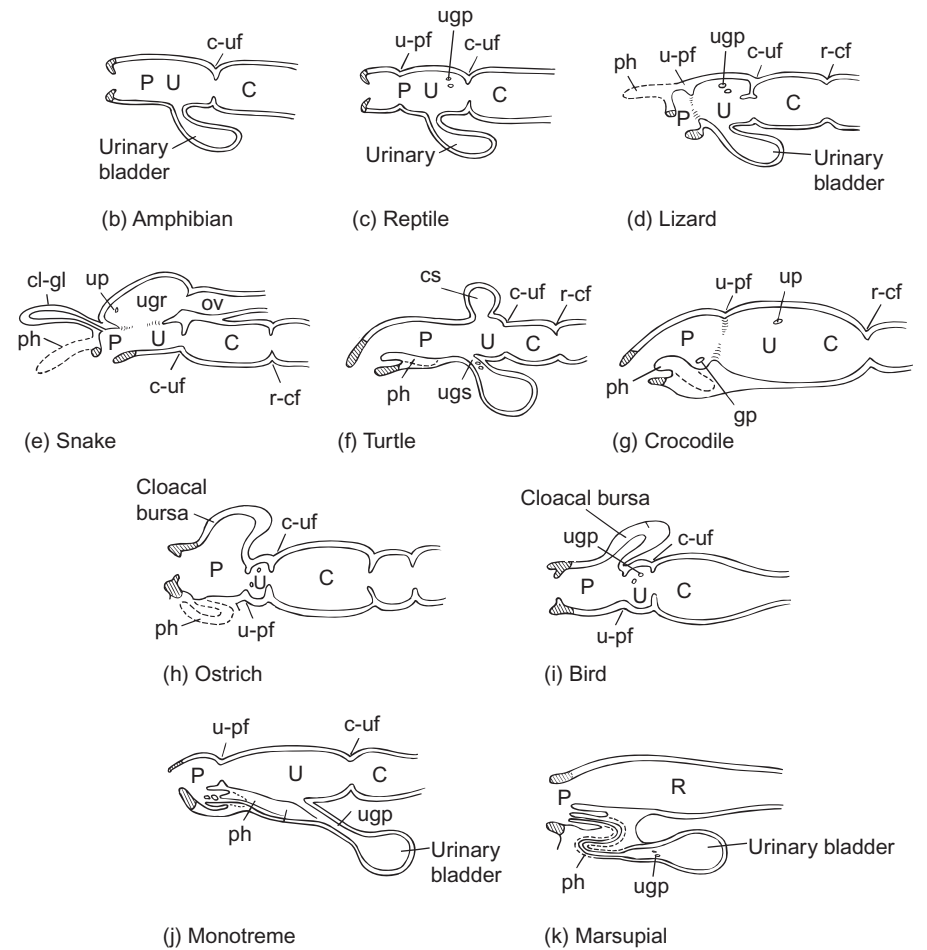 c-uf
P U
C
Urinary
bladder
(b) Amphibian
ugp
u-pf
c-uf
P U
C
Urinary
(c) Reptile
ugp
ph
u-pf
c-uf
r-cf
P
U
C
Urinary
bladder
(d) Lizard
cl-gl
up
ugr
ov
ph
P
U
C
c-uf
r-cf
(e) Snake
cs
c-uf
r-cf
P
U
C
ph
ugs
(f) Turtle
u-pf
up
r-cf
P
U
C
ph
gp
(g) Crocodile
Cloacal
bursa
c-uf
P
U
C
ph
u-pf
(h) Ostrich
Cloacal bursa
ugp
c-uf
P
U
C
u-pf
(i) Bird
u-pf
c-uf
P
U
C
ph
ugp
Urinary
bladder
(j) Monotreme
P
R
Urinary bladder
ph
ugp
(k) Marsupial